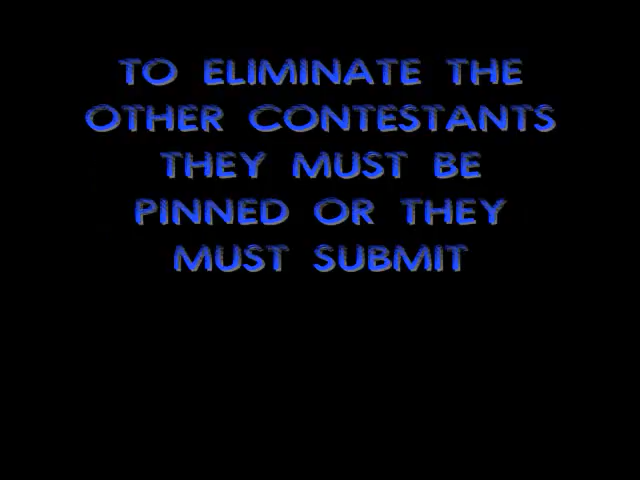 TO ELIMINATE THE
OTHER CONTESTANTS
THEY MUST BE
PINNED OR THEY
MUST SUBMIT